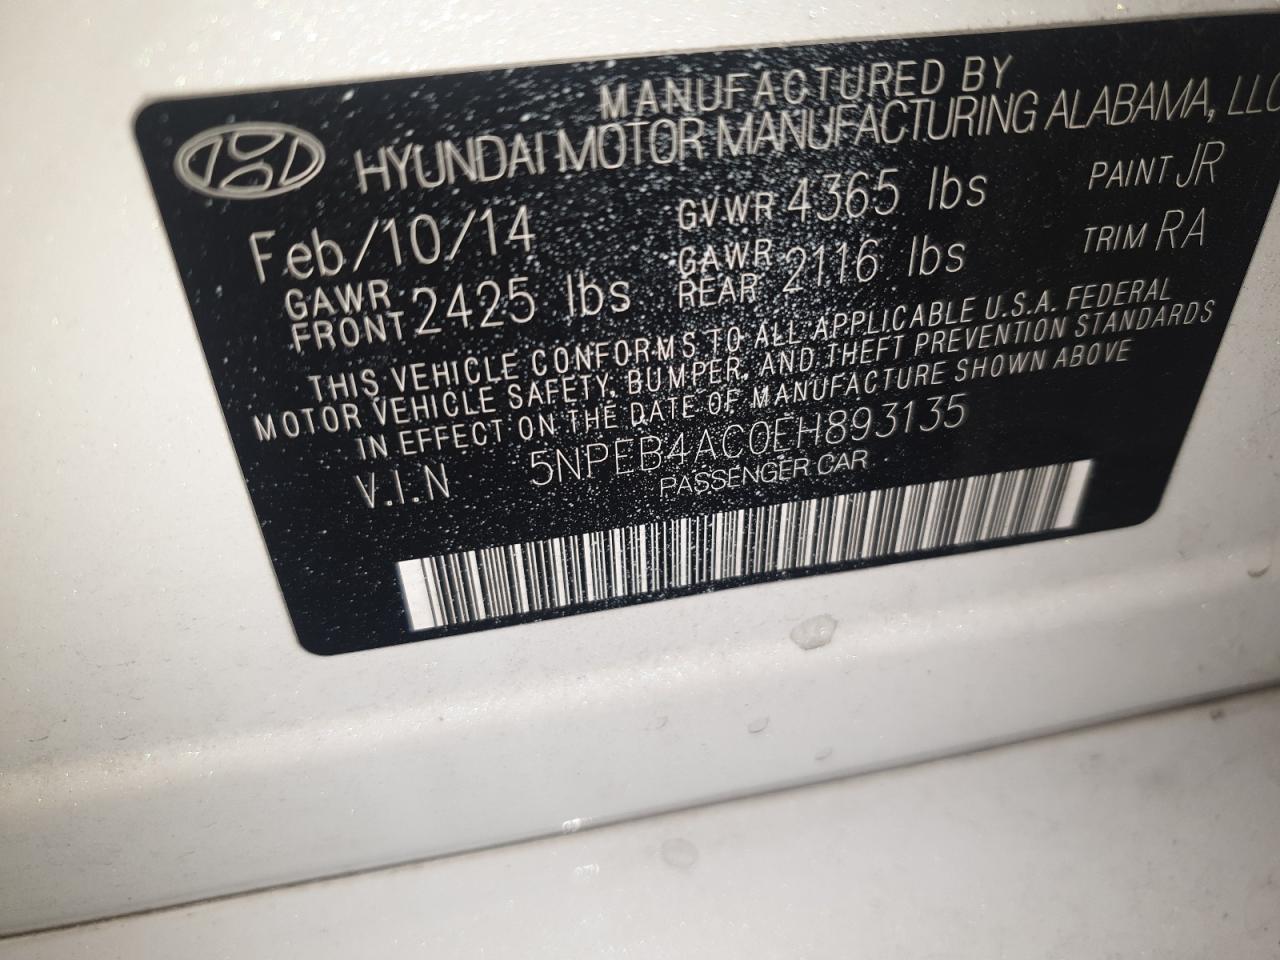 MANUFACTURED BY
HYUNDAI MOTOR MANUFACTURING ALABAMA, LLC
Feb/10/14 GVWR 4365 lbs PAINT JR
GAWR FRONT 2425 lbs GAWR REAR 2116 lbs TRIM RA
THIS VEHICLE CONFORMS TO ALL APPLICABLE U.S.A. FEDERAL
MOTOR VEHICLE SAFETY, BUMPER, AND THEFT PREVENTION STANDARDS
IN EFFECT ON THE DATE OF MANUFACTURE SHOWN ABOVE
V.I.N 5NPEB4AC0EH893135
PASSENGER CAR